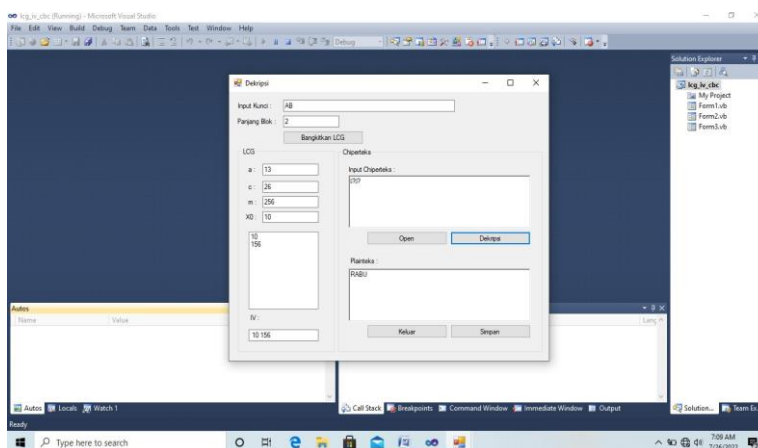 lcg_iv_cbc (Running) - Microsoft Visual Studio
File Edit View Build Debug Team Data Tools Test Window Help
Debug
Solution Explorer
lcg_iv_cbc
My Project
Form1.vb
Form2.vb
Form3.vb
Dekripsi
Input Kunci : AB
Panjang Blok : 2
Bangkitkan LCG
LCG
a : 13
c : 26
m : 256
X0 : 10
10
156
IV :
10 156
Chiperteks
Input Chiperteks :
Open Dekripsi
Plainteks :
RABU
Keluar Simpan
Autos
Name Value
Lang
Autos Locals Watch 1
Call Stack Breakpoints Command Window Immediate Window Output
Solution... Team Ex
Ready
Type here to search
7:09 AM
7/26/2022